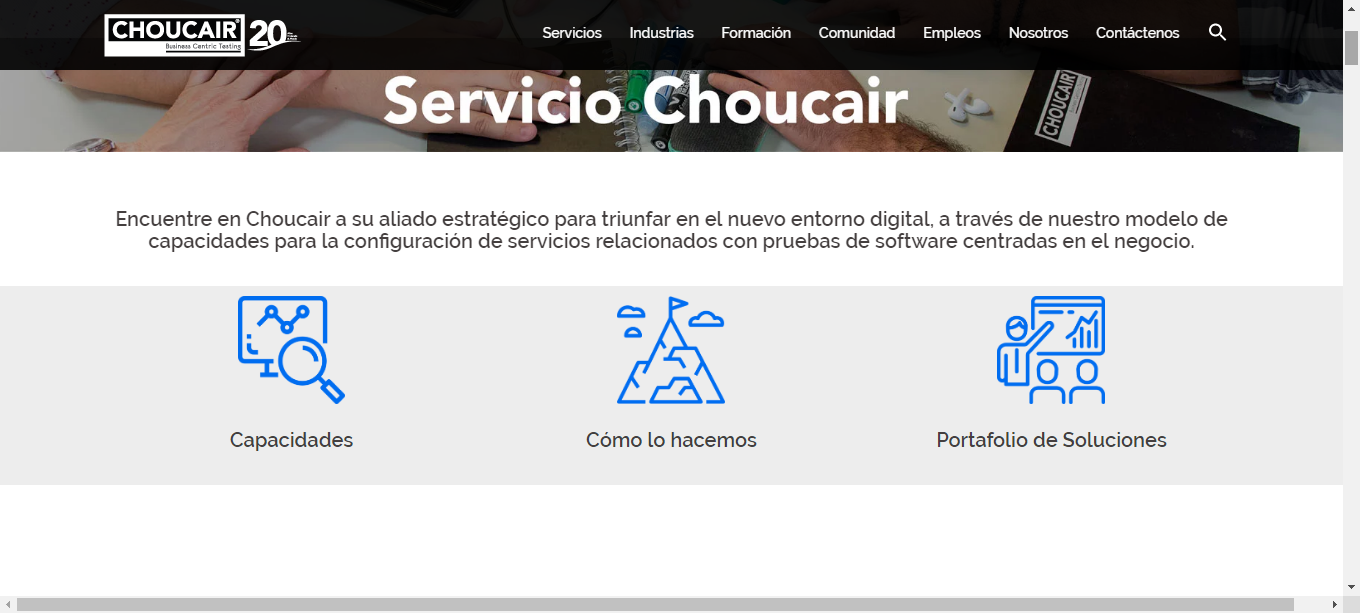 CHOUCAIR®
Business Centric Testing
20
Servicios Industrias Formación Comunidad Empleos Nosotros Contáctenos
Servicio Choucair
CHOUCAIR
Encuentre en Choucair a su aliado estratégico para triunfar en el nuevo entorno digital, a través de nuestro modelo de
capacidades para la configuración de servicios relacionados con pruebas de software centradas en el negocio.
Capacidades Cómo lo hacemos Portafolio de Soluciones